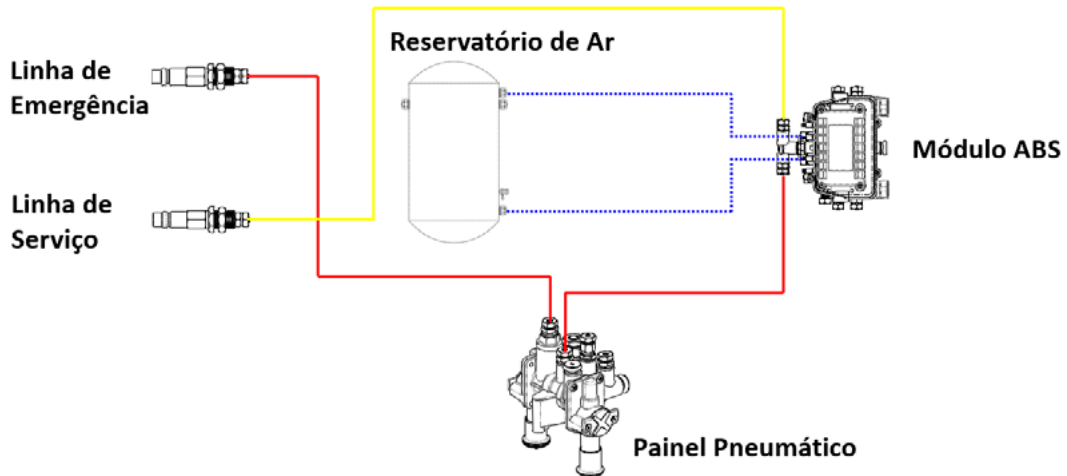 Reservatório de Ar
Linha de
Emergência
Módulo ABS
Linha de
Serviço
Painel Pneumático